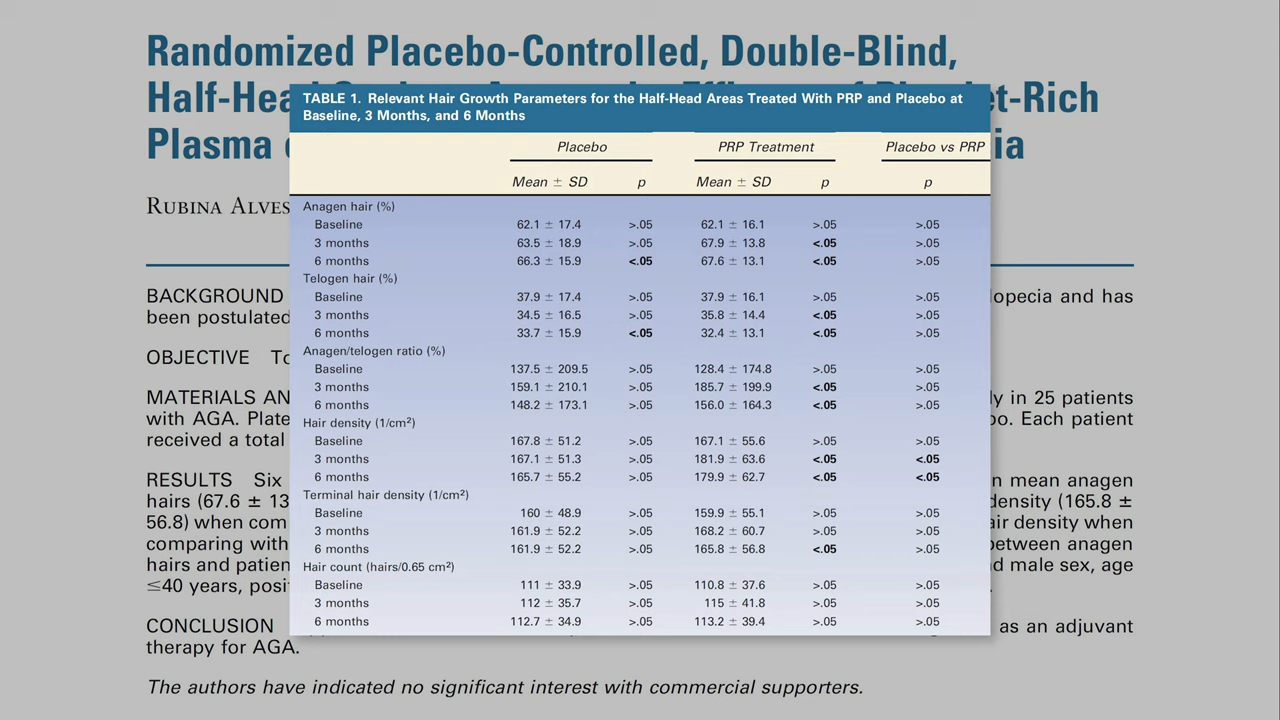 Randomized Placebo-Controlled, Double-Blind,
Half-Hea t-Rich
Plasma ia
RUBINA ALVES
TABLE 1. Relevant Hair Growth Parameters for the Half-Head Areas Treated With PRP and Placebo at
Baseline, 3 Months, and 6 Months
Placebo PRP Treatment Placebo vs PRP
Mean ± SD p Mean ± SD p p
Anagen hair (%)
Baseline 62.1 ± 17.4 >.05 62.1 ± 16.1 >.05 >.05
3 months 63.5 ± 18.9 >.05 67.9 ± 13.8 <.05 >.05
6 months 66.3 ± 15.9 <.05 67.6 ± 13.1 <.05 >.05
Telogen hair (%)
Baseline 37.9 ± 17.4 >.05 37.9 ± 16.1 >.05 >.05
3 months 34.5 ± 16.5 >.05 35.8 ± 14.4 <.05 >.05
6 months 33.7 ± 15.9 <.05 32.4 ± 13.1 <.05 >.05
Anagen/telogen ratio (%)
Baseline 137.5 ± 209.5 >.05 128.4 ± 174.8 >.05 >.05
3 months 159.1 ± 210.1 >.05 185.7 ± 199.9 <.05 >.05
6 months 148.2 ± 173.1 >.05 156.0 ± 164.3 <.05 >.05
Hair density (1/cm²)
Baseline 167.8 ± 51.2 >.05 167.1 ± 55.6 >.05 >.05
3 months 167.1 ± 51.3 >.05 181.9 ± 63.6 <.05 <.05
6 months 165.7 ± 55.2 >.05 179.9 ± 62.7 <.05 <.05
Terminal hair density (1/cm²)
Baseline 160 ± 48.9 >.05 159.9 ± 55.1 >.05 >.05
3 months 161.9 ± 52.2 >.05 168.2 ± 60.7 >.05 >.05
6 months 161.9 ± 52.2 >.05 165.8 ± 56.8 <.05 >.05
Hair count (hairs/0.65 cm²)
Baseline 111 ± 33.9 >.05 110.8 ± 37.6 >.05 >.05
3 months 112 ± 35.7 >.05 115 ± 41.8 >.05 >.05
6 months 112.7 ± 34.9 >.05 113.2 ± 39.4 >.05 >.05
BACKGROUND lopecia and has
been postulated
OBJECTIVE To
MATERIALS AN ly in 25 patients
with AGA. Plate bo. Each patient
received a total
RESULTS Six n mean anagen
hairs (67.6 ± 13 density (165.8 ±
56.8) when com air density when
comparing with between anagen
hairs and patien d male sex, age
≤40 years, posi
CONCLUSION as an adjuvant
therapy for AGA.
The authors have indicated no significant interest with commercial supporters.